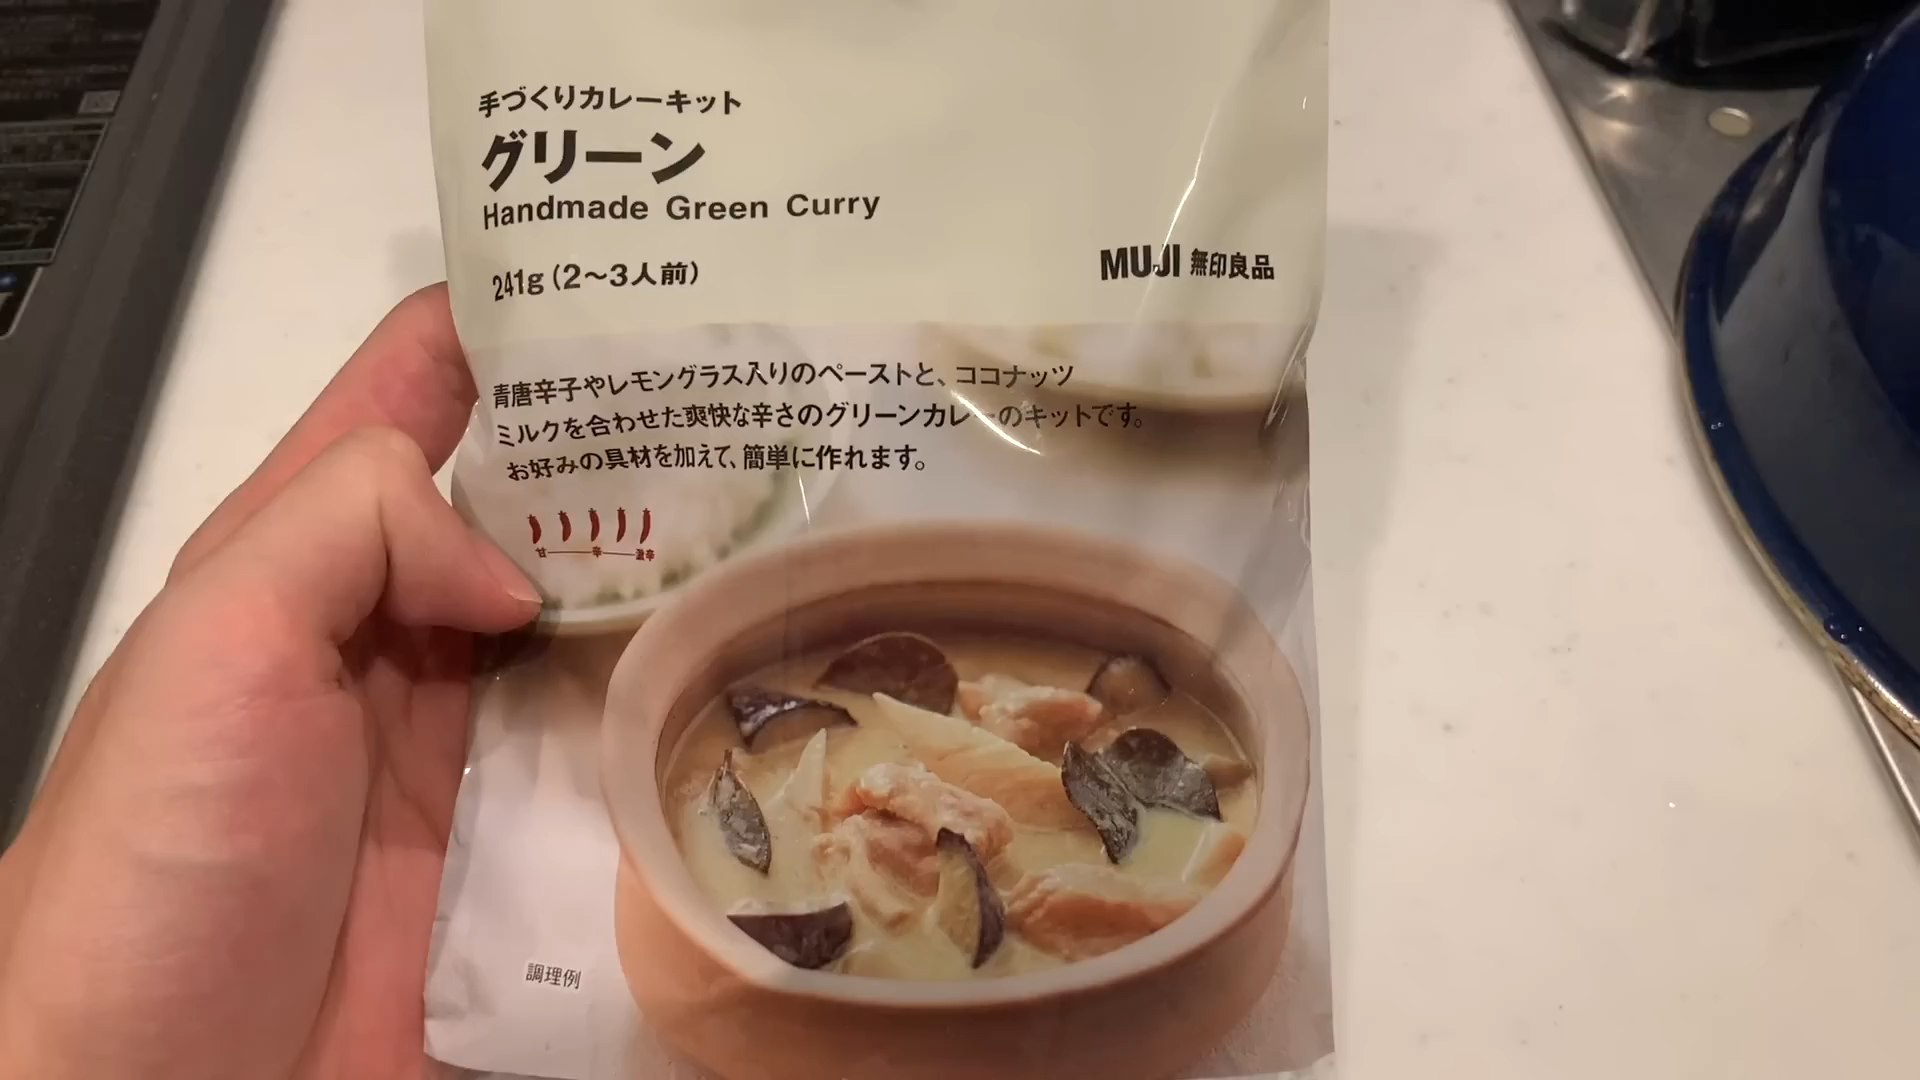 手づくりカレーキット
グリーン
Handmade Green Curry
241g(2〜3人前)
MUJI 無印良品
青唐辛子やレモングラス入りのペーストと、ココナッツ
ミルクを合わせた爽快な辛さのグリーンカレーのキットです。
お好みの具材を加えて、簡単に作れます。
甘 辛 激辛
調理例